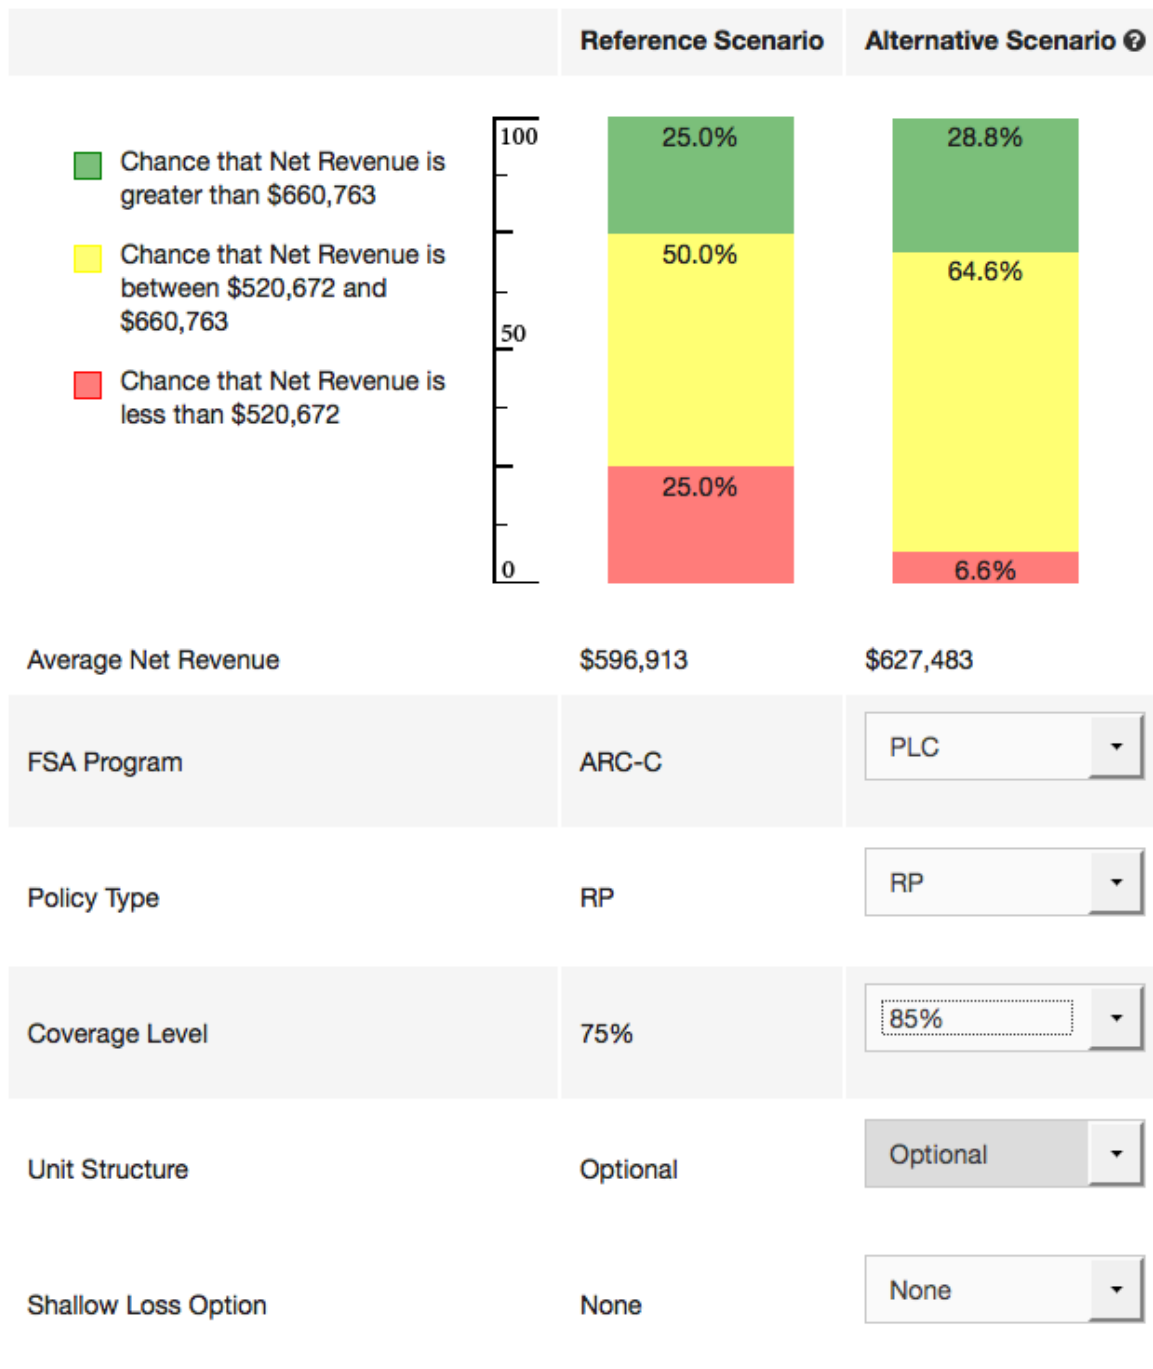 Reference Scenario
Alternative Scenario ?
Chance that Net Revenue is
greater than $660,763
Chance that Net Revenue is
between $520,672 and
$660,763
Chance that Net Revenue is
less than $520,672
100
50
0
25.0%
50.0%
25.0%
28.8%
64.6%
6.6%
Average Net Revenue
$596,913
$627,483
FSA Program
ARC-C
PLC
Policy Type
RP
RP
Coverage Level
75%
85%
Unit Structure
Optional
Optional
Shallow Loss Option
None
None